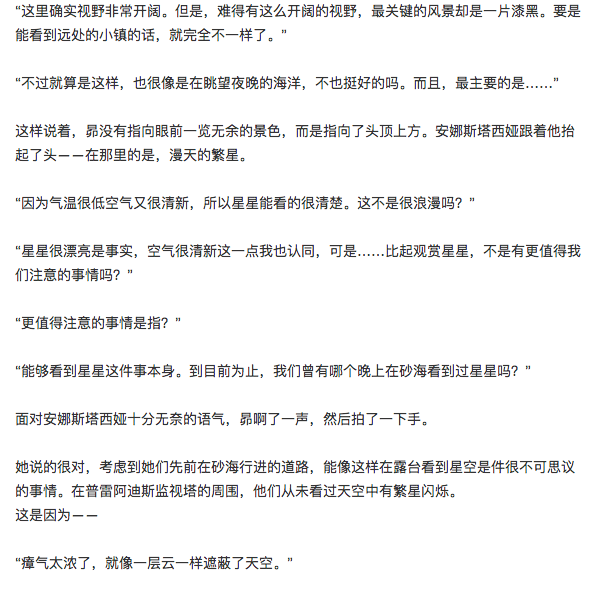 “这里确实视野非常开阔。但是，难得有这么开阔的视野，最关键的风景却是一片漆黑。要是
能看到远处的小镇的话，就完全不一样了。”
“不过就算是这样，也很像是在眺望夜晚的海洋，不也挺好的吗。而且，最主要的是……”
这样说着，昴没有指向眼前一览无余的景色，而是指向了头顶上方。安娜斯塔西娅跟着他抬
起了头——在那里的是，漫天的繁星。
“因为气温很低空气又很清新，所以星星能看的很清楚。这不是很浪漫吗？”
“星星很漂亮是事实，空气很清新这一点我也认同，可是……比起观赏星星，不是有更值得我
们注意的事情吗？”
“更值得注意的事情是指？”
“能够看到星星这件事本身。到目前为止，我们曾有哪个晚上在砂海看到过星星吗？”
面对安娜斯塔西娅十分无奈的语气，昴啊了一声，然后拍了一下手。
她说的很对，考虑到她们先前在砂海行进的道路，能像这样在露台看到星空是件很不可思议
的事情。在普雷阿迪斯监视塔的周围，他们从未看过天空中有繁星闪烁。
这是因为——
“瘴气太浓了，就像一层云一样遮蔽了天空。”